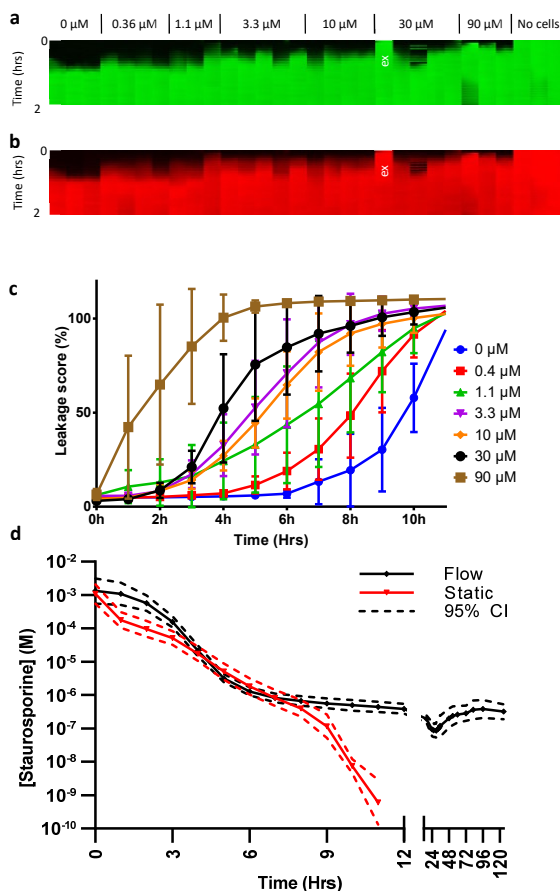 a
0 µM 0.36 µM 1.1 µM 3.3 µM 10 µM 30 µM 90 µM No cells
Time (hrs)
0
2
ex
b
Time (hrs)
0
2
ex
c
Leakage score (%)
100
50
0
0h 2h 4h 6h 8h 10h
Time (Hrs)
0 µM
0.4 µM
1.1 µM
3.3 µM
10 µM
30 µM
90 µM
d
[Staurosporine] (M)
10⁻²
10⁻³
10⁻⁴
10⁻⁵
10⁻⁶
10⁻⁷
10⁻⁸
10⁻⁹
10⁻¹⁰
Flow
Static
95% CI
0 3 6 9 12 24 48 72 96 120
Time (Hrs)